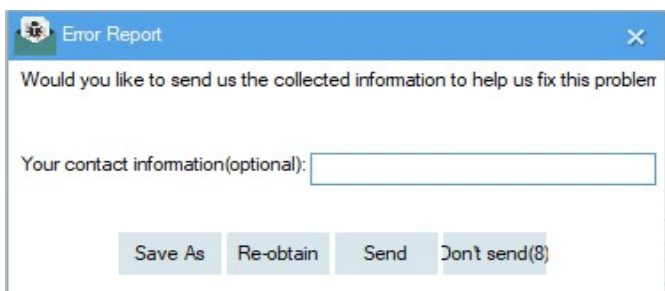 Error Report
Would you like to send us the collected information to help us fix this problem
Your contact information(optional):
Save As Re-obtain Send Don't send(8)